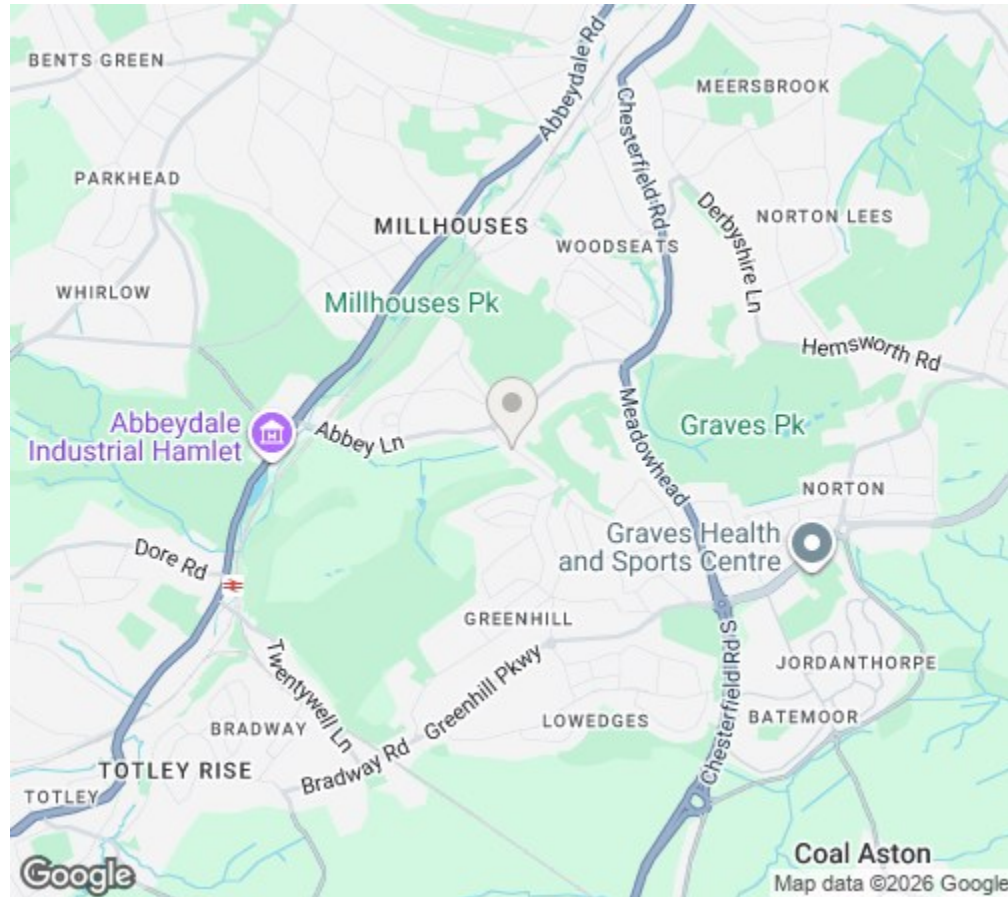 BENTS GREEN
Abbeydale Rd
MEERSBROOK
Chesterfield Rd
PARKHEAD
Derbyshire Ln
NORTON LEES
MILLHOUSES
WOODSEATS
WHIRLOW
Millhouses Pk
Hemsworth Rd
Abbeydale
Industrial Hamlet
Abbey Ln
Meadowhead
Graves Pk
NORTON
Graves Health
and Sports Centre
Dore Rd
GREENHILL
Twentywell Ln
Chesterfield Rd S
JORDANTHORPE
Greenhill Pkwy
BRADWAY
LOWEDGES
BATEMOOR
Bradway Rd
TOTLEY RISE
TOTLEY
Coal Aston
Google
Map data ©2026 Google